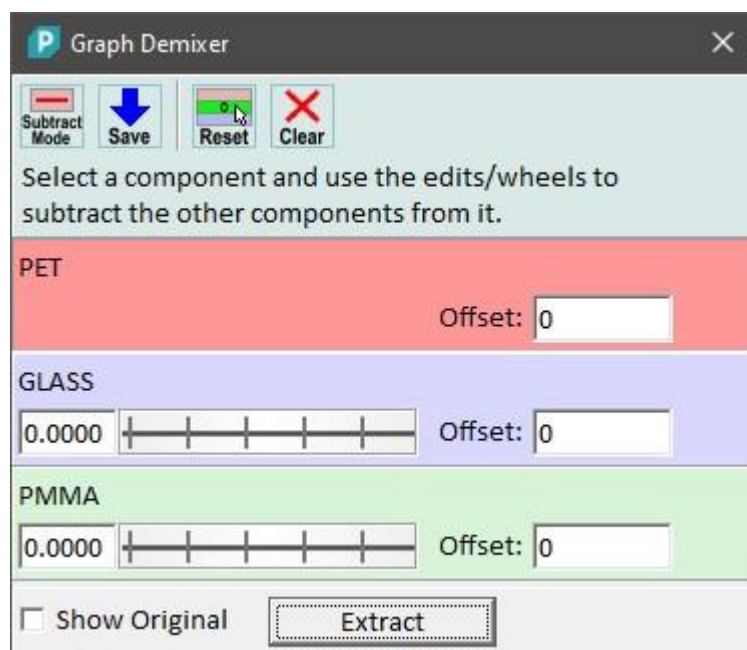 P Graph Demixer
Subtract Mode Save Reset Clear
Select a component and use the edits/wheels to
subtract the other components from it.
PET
Offset: 0
GLASS
0.0000 Offset: 0
PMMA
0.0000 Offset: 0
Show Original Extract